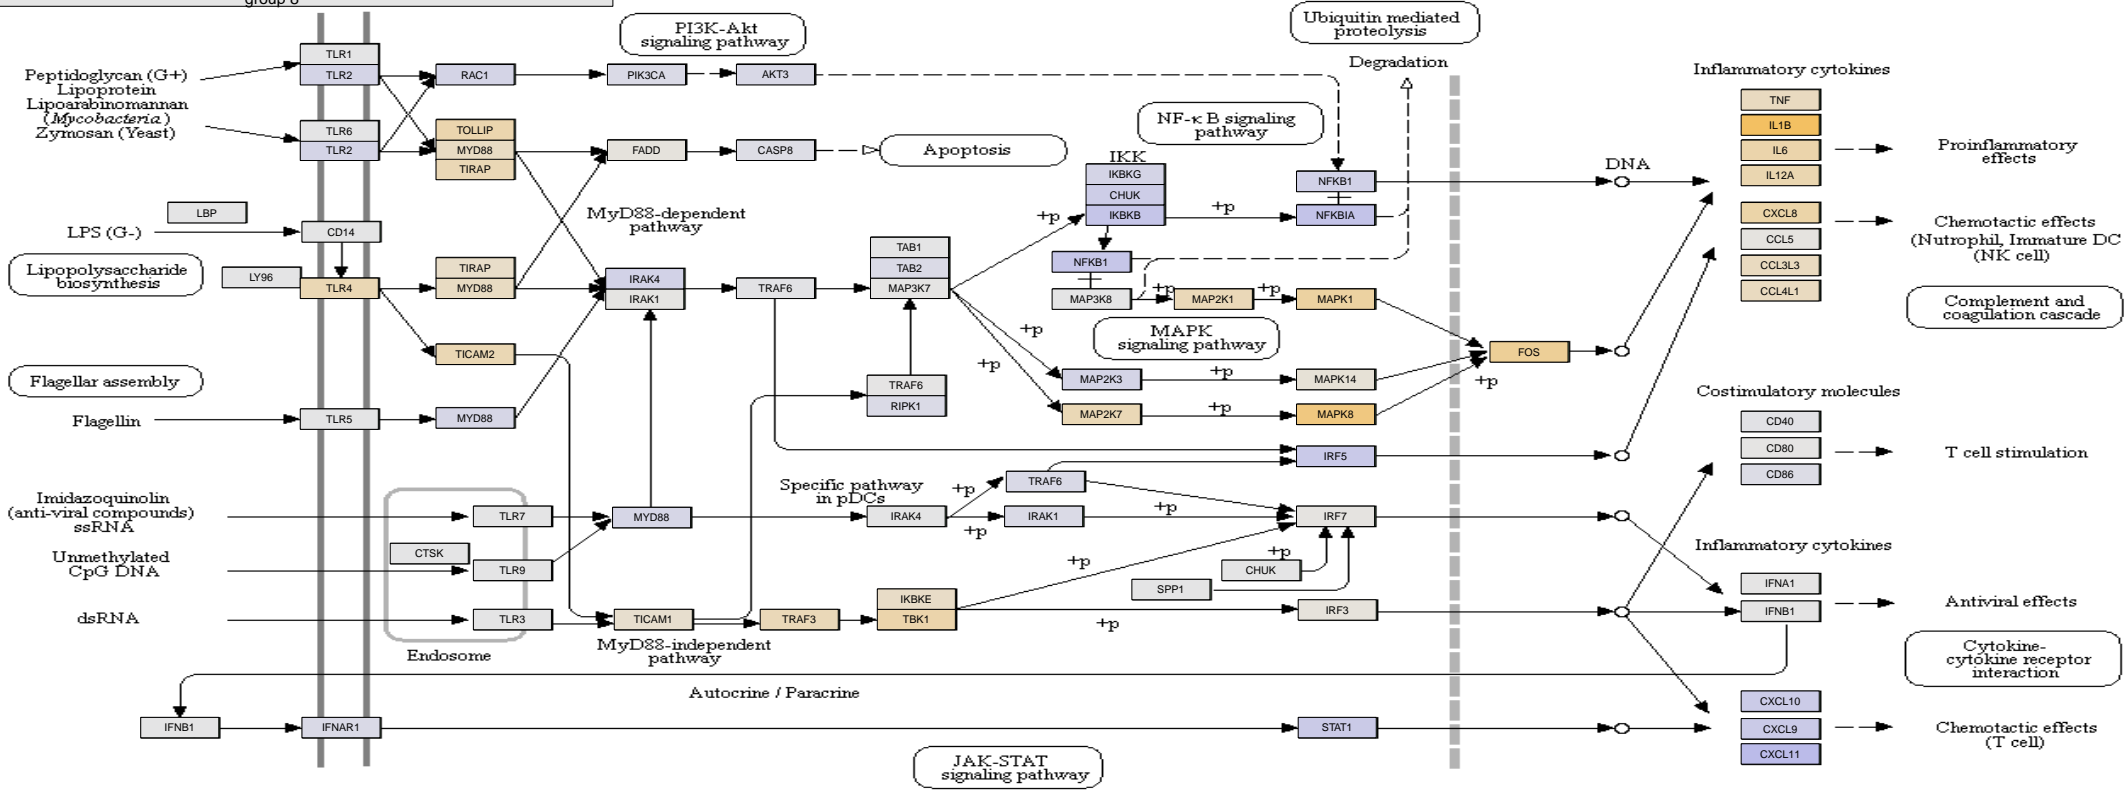 group 8
PI3K-Akt
signaling pathway
Ubiquitin mediated
proteolysis
Degradation
Inflammatory cytokines
Peptidoglycan (G+)
Lipoprotein
Lipoarabinomannan
(Mycobacteria)
Zymosan (Yeast)
TLR1
TLR2
TLR6
TLR2
RAC1
PIK3CA
AKT3
TOLLIP
MYD88
TIRAP
FADD
CASP8
Apoptosis
NF-κ B signaling
pathway
IKK
IKBKG
CHUK
IKBKB
NFKB1
NFKBIA
+p
+p
DNA
TNF
IL1B
IL6
IL12A
Proinflammatory
effects
LBP
LPS (G-)
CD14
MyD88-dependent
pathway
CXCL8
CCL5
CCL3L3
CCL4L1
Chemotactic effects
(Nutrophil, Immature DC
(NK cell)
Lipopolysaccharide
biosynthesis
LY96
TLR4
TIRAP
MYD88
IRAK4
IRAK1
TRAF6
TAB1
TAB2
MAP3K7
NFKB1
MAP3K8
+p
MAP2K1
+p
MAPK1
Complement and
coagulation cascade
MAPK
signaling pathway
+p
+p
TICAM2
FOS
+p
Flagellar assembly
Flagellin
TLR5
MYD88
TRAF6
RIPK1
MAP2K3
+p
MAPK14
MAP2K7
+p
MAPK8
IRF5
Costimulatory molecules
CD40
CD80
CD86
T cell stimulation
Imidazoquinolin
(anti-viral compounds)
ssRNA
TLR7
MYD88
Specific pathway
in pDCs
IRAK4
+p
+p
TRAF6
IRAK1
+p
IRF7
Unmethylated
CpG DNA
CTSK
TLR9
+p
+p
CHUK
SPP1
Inflammatory cytokines
IFNA1
IFNB1
Antiviral effects
dsRNA
TLR3
Endosome
TICAM1
TRAF3
IKBKE
TBK1
+p
IRF3
MyD88-independent
pathway
Cytokine-
cytokine receptor
interaction
Autocrine / Paracrine
IFNB1
IFNAR1
STAT1
CXCL10
CXCL9
CXCL11
Chemotactic effects
(T cell)
JAK-STAT
signaling pathway